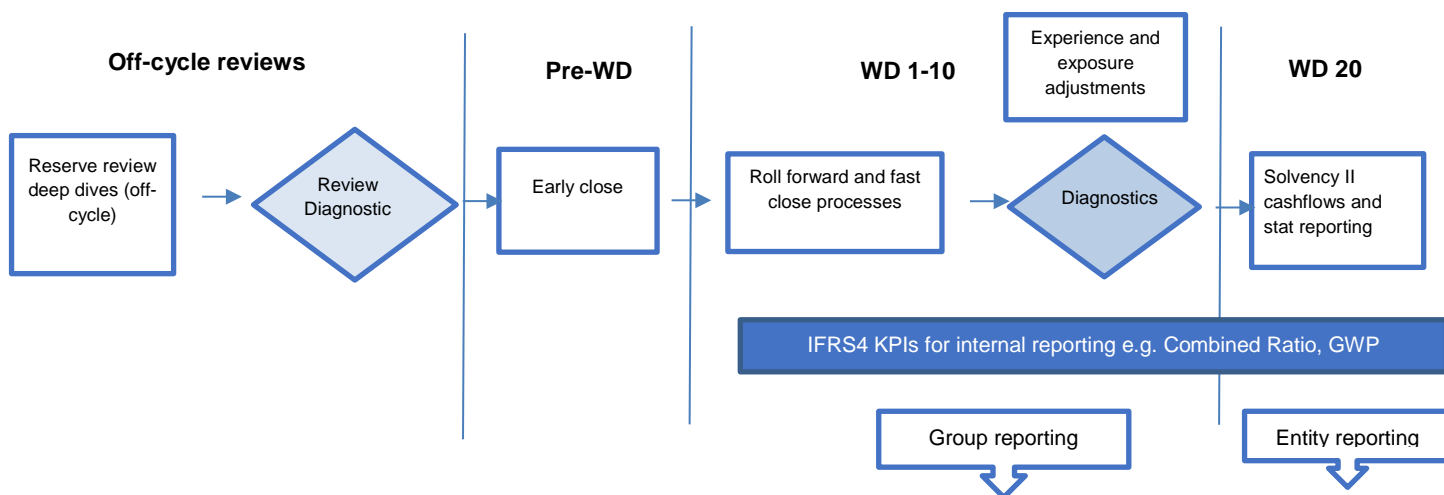 Off-cycle reviews
Pre-WD
WD 1-10
Experience and
exposure
adjustments
WD 20
Reserve review
deep dives (off-
cycle)
Review
Diagnostic
Early close
Roll forward and fast
close processes
Diagnostics
Solvency II
cashflows and
stat reporting
IFRS4 KPIs for internal reporting e.g. Combined Ratio, GWP
Group reporting
Entity reporting